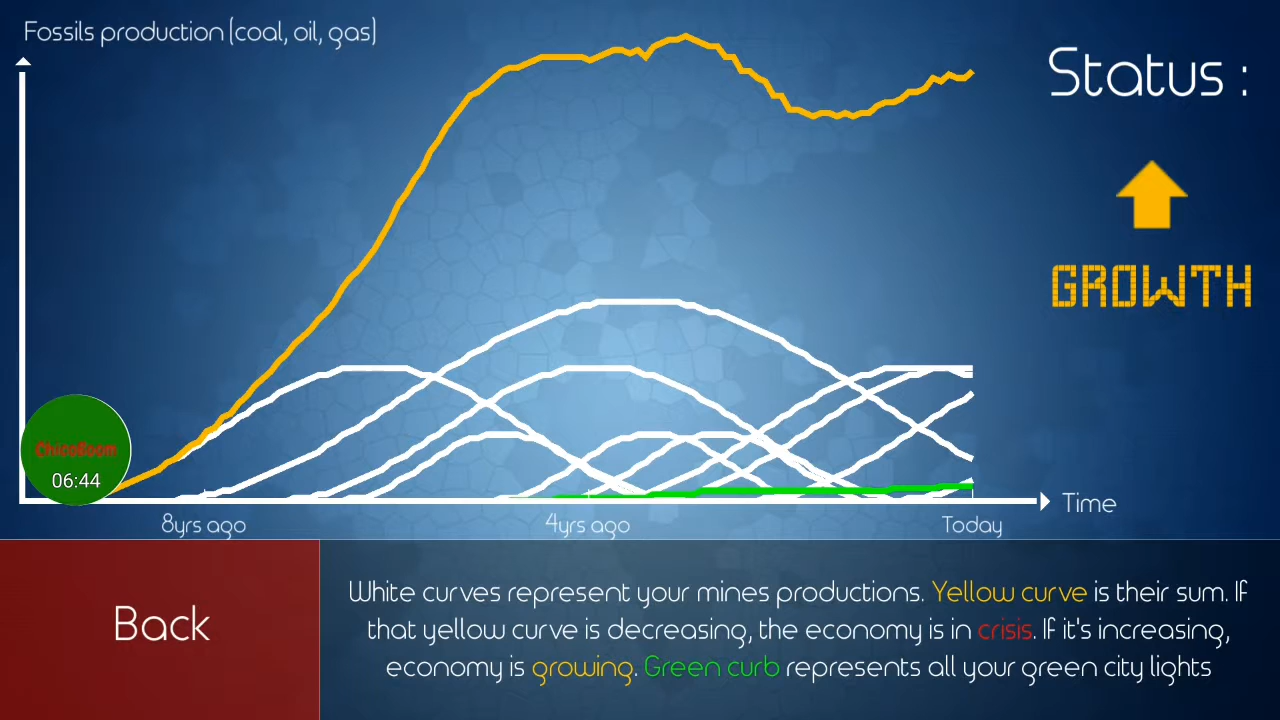 Fossils production (coal, oil, gas)
Status :
GROWTH
ChicaBoom
06:44
Time
8yrs ago
4yrs ago
Today
Back
White curves represent your mines productions. Yellow curve is their sum. If
that yellow curve is decreasing, the economy is in crisis. If it's increasing,
economy is growing. Green curb represents all your green city lights